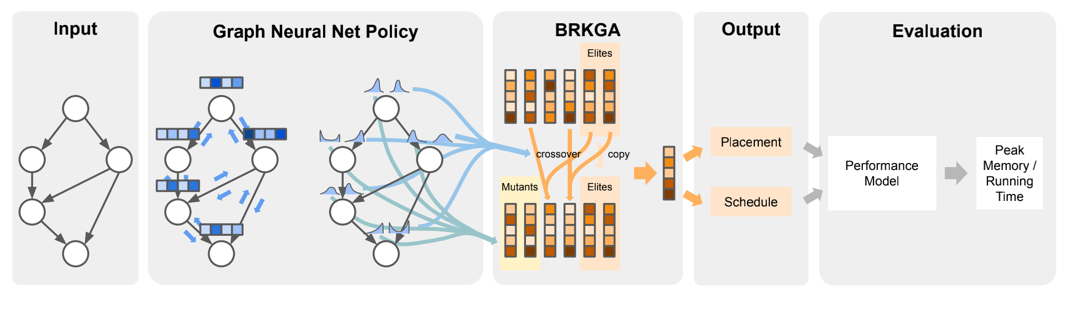 Input
Graph Neural Net Policy
BRKGA
Output
Evaluation
Elites
crossover
copy
Mutants
Elites
Placement
Schedule
Performance
Model
Peak
Memory /
Running
Time